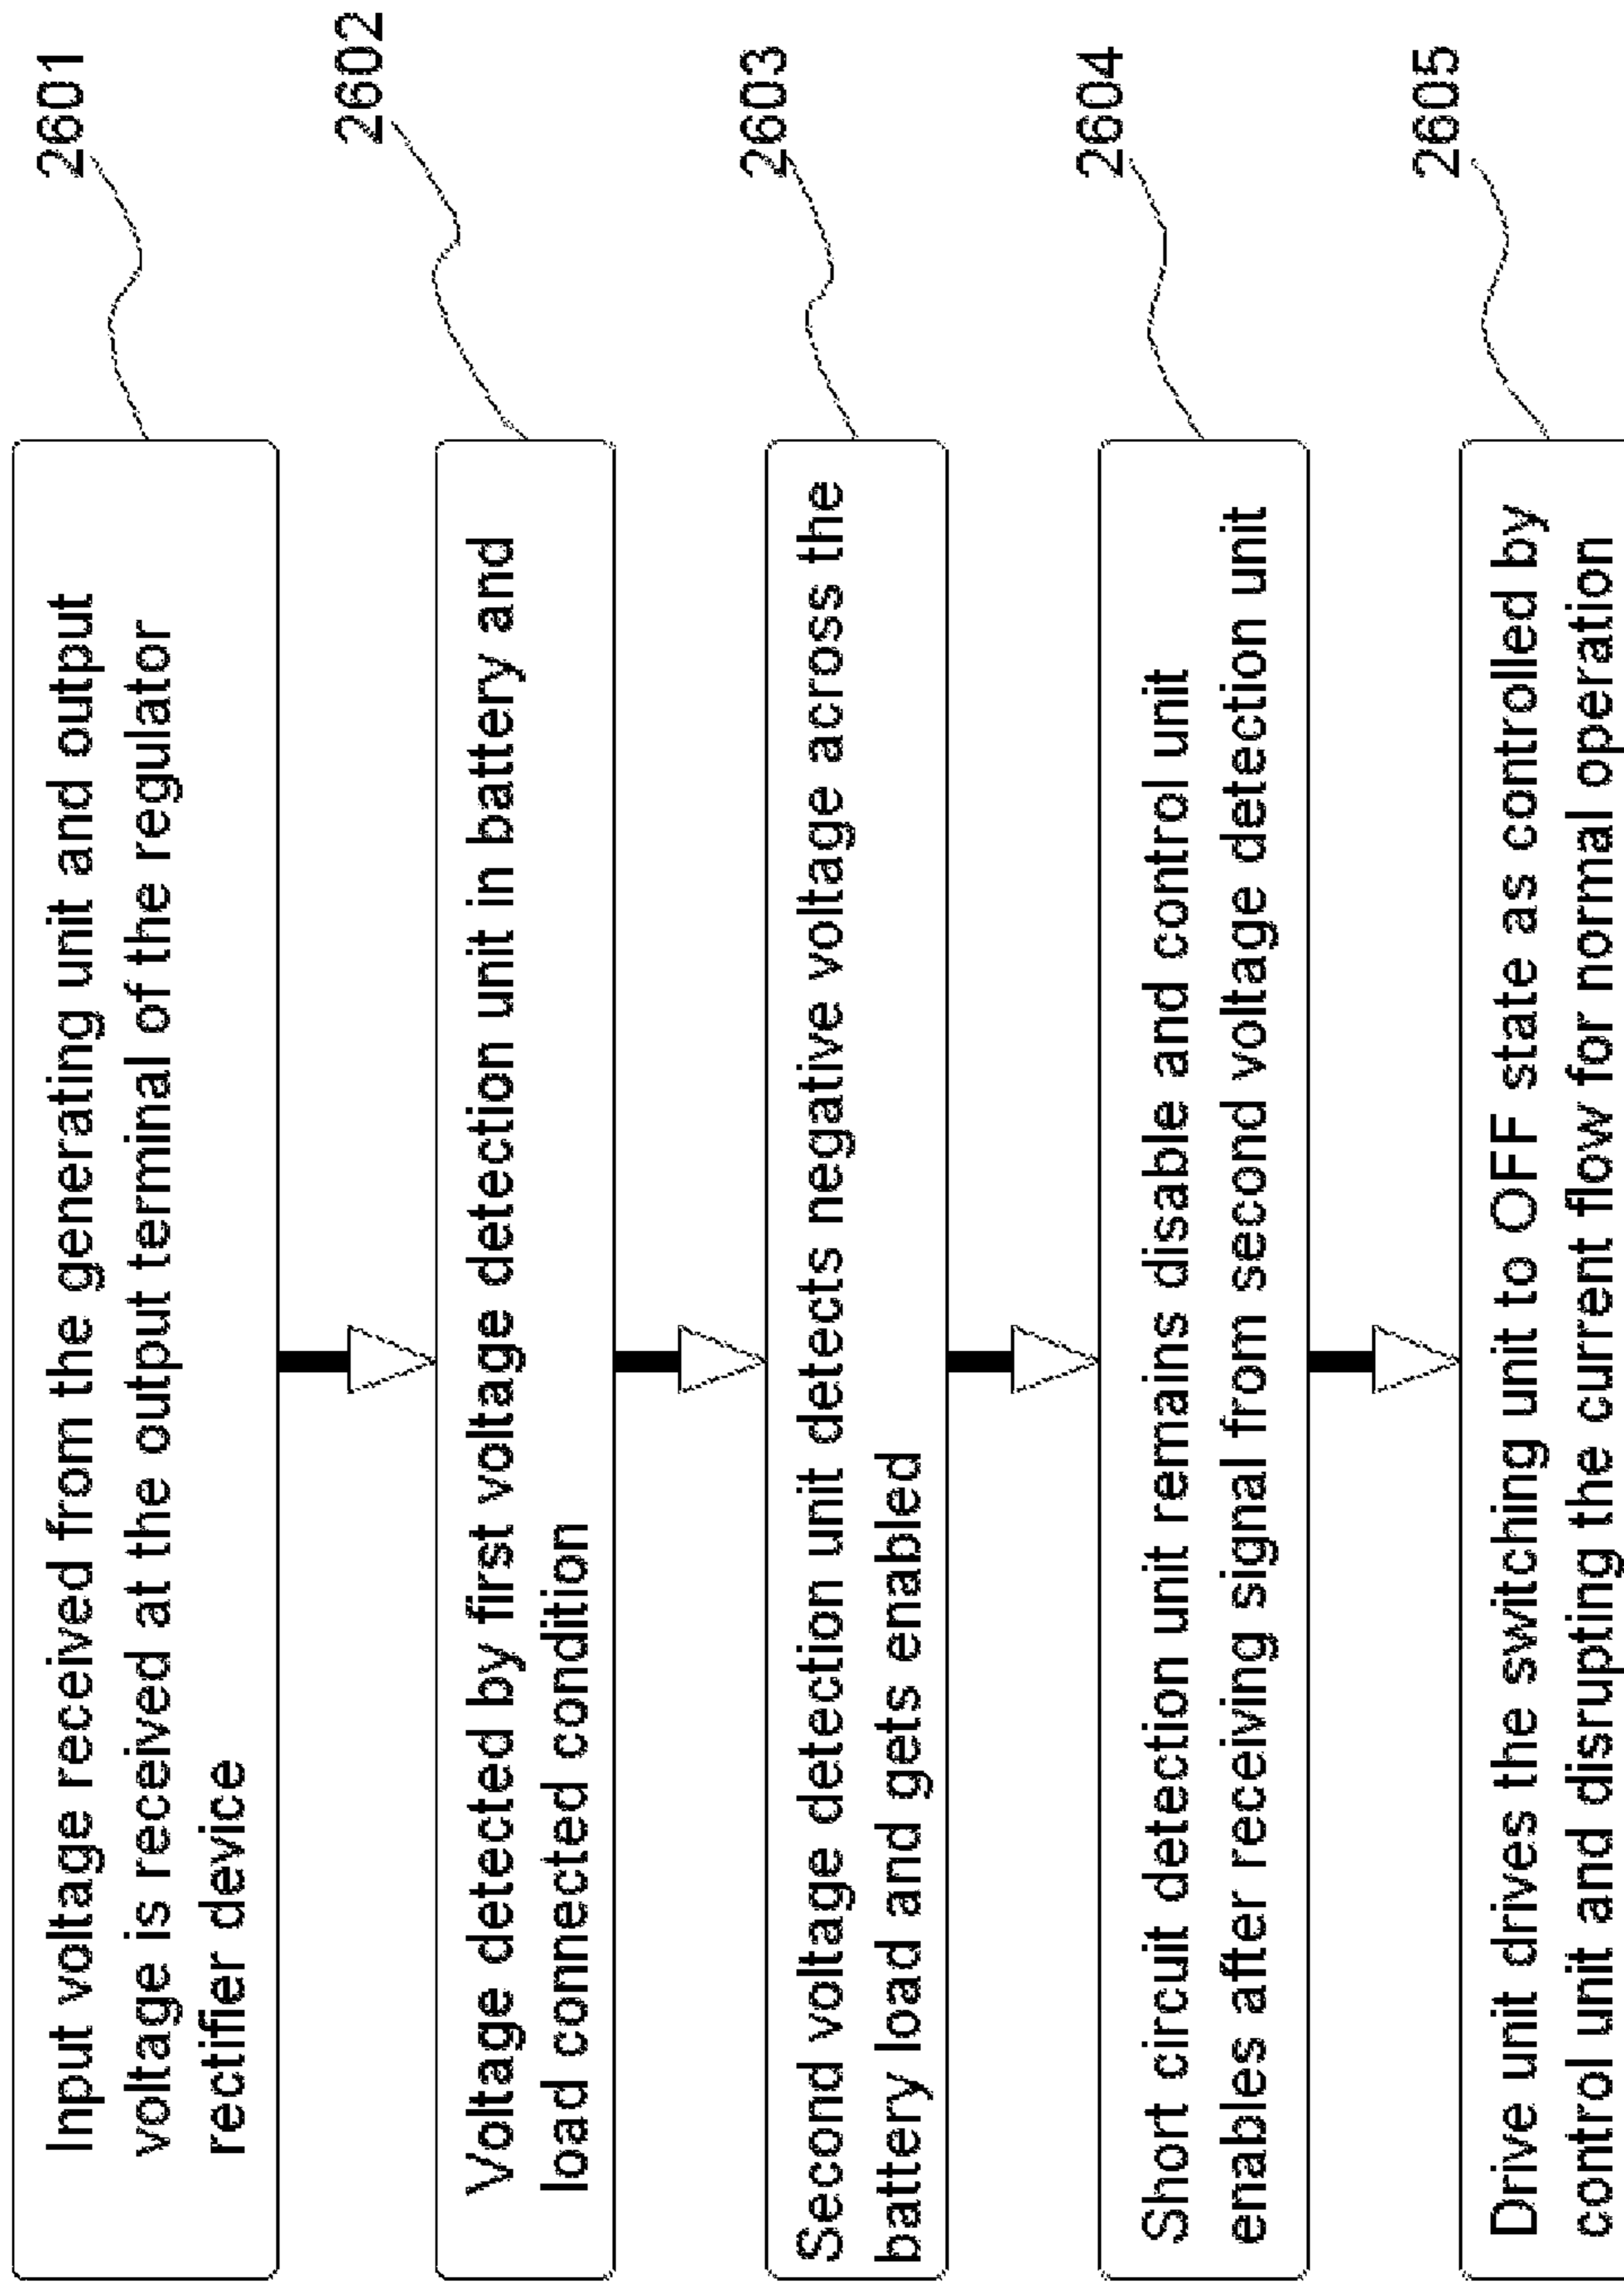 Input voltage received from the generating unit and output
voltage is received at the output terminal of the regulator
rectifier device
2601
Voltage detected by first voltage detection unit in battery and
load connected condition
2602
Second voltage detection unit detects negative voltage across the
battery load and gets enabled
2603
Short circuit detection unit remains disable and control unit
enables after receiving signal from second voltage detection unit
2604
Drive unit drives the switching unit to OFF state as controlled by
control unit and disrupting the current flow for normal operation
2605